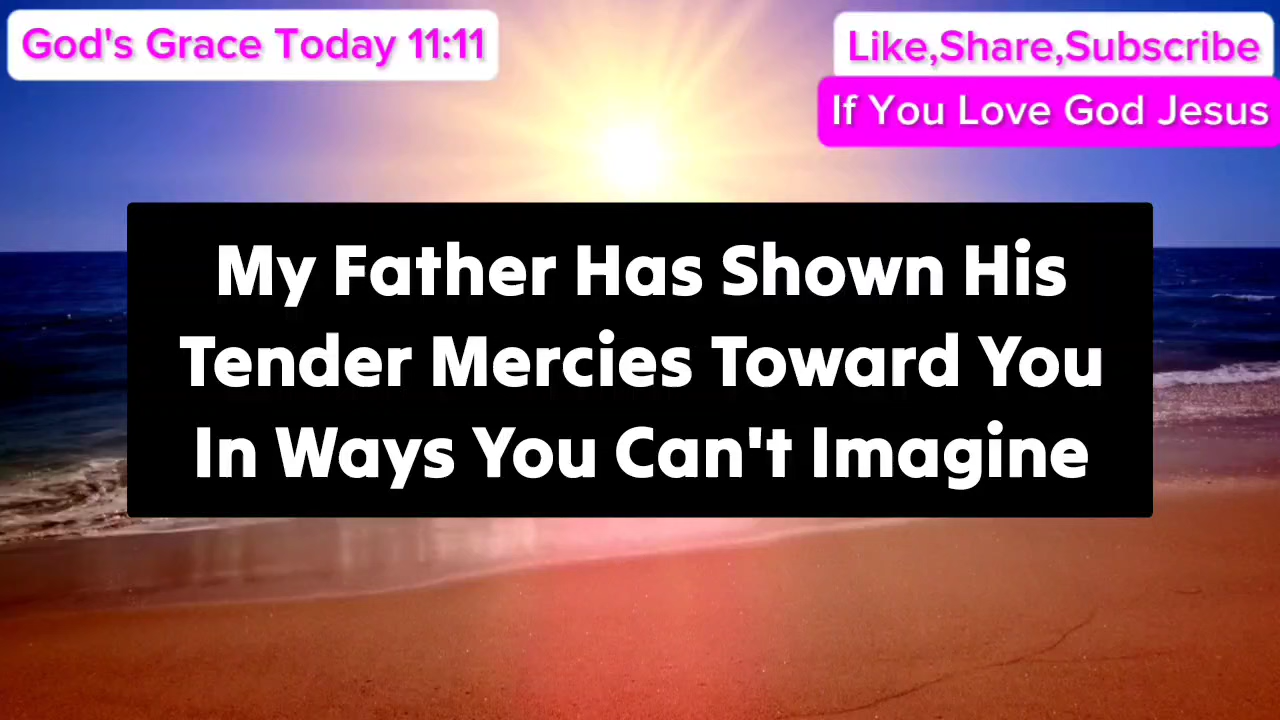 God's Grace Today 11:11
Like,Share,Subscribe
If You Love God Jesus
My Father Has Shown His
Tender Mercies Toward You
In Ways You Can't Imagine